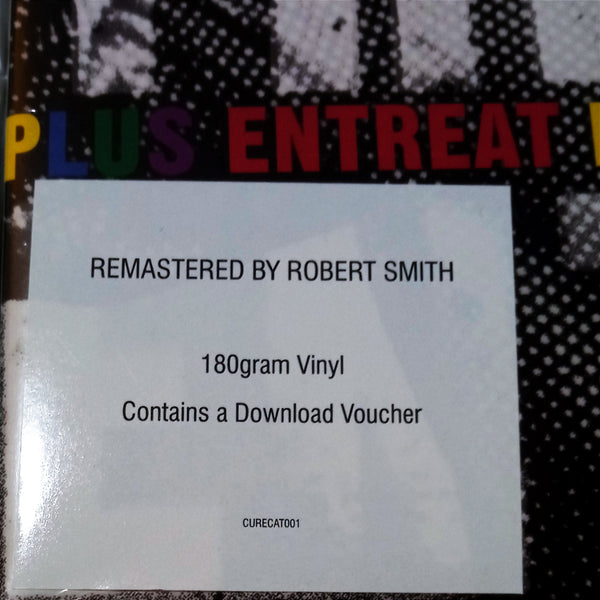 PLUS ENTREAT
REMASTERED BY ROBERT SMITH
180gram Vinyl
Contains a Download Voucher
CURECAT001